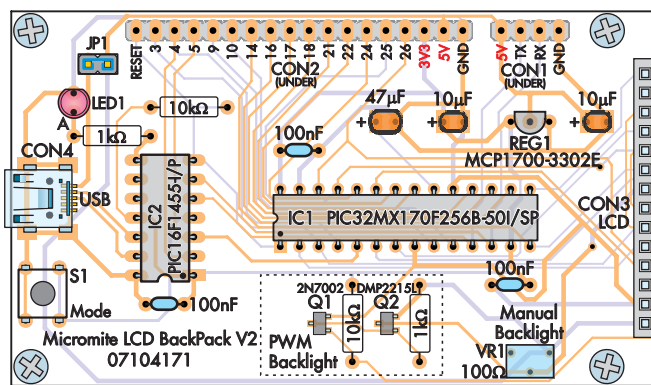 JP1
RESET 3 4 5 9 10 14 16 17 18 21 22 24 25 26 3V3 5V GND
CON2
(UNDER)
5V TX RX GND
CON1
(UNDER)
LED1
A
10kΩ
1kΩ
47µF
10µF
10µF
+
+
+
100nF
REG1
MCP1700-3302E
CON4
USB
IC2
PIC16F1455-I/P
IC1 PIC32MX170F256B-50I/SP
CON3
LCD
S1
Mode
100nF
100nF
2N7002 DMP2215L
Q1 Q2
10kΩ
1kΩ
PWM
Backlight
Manual
Backlight
VR1
100Ω
Micromite LCD BackPack V2
07104171